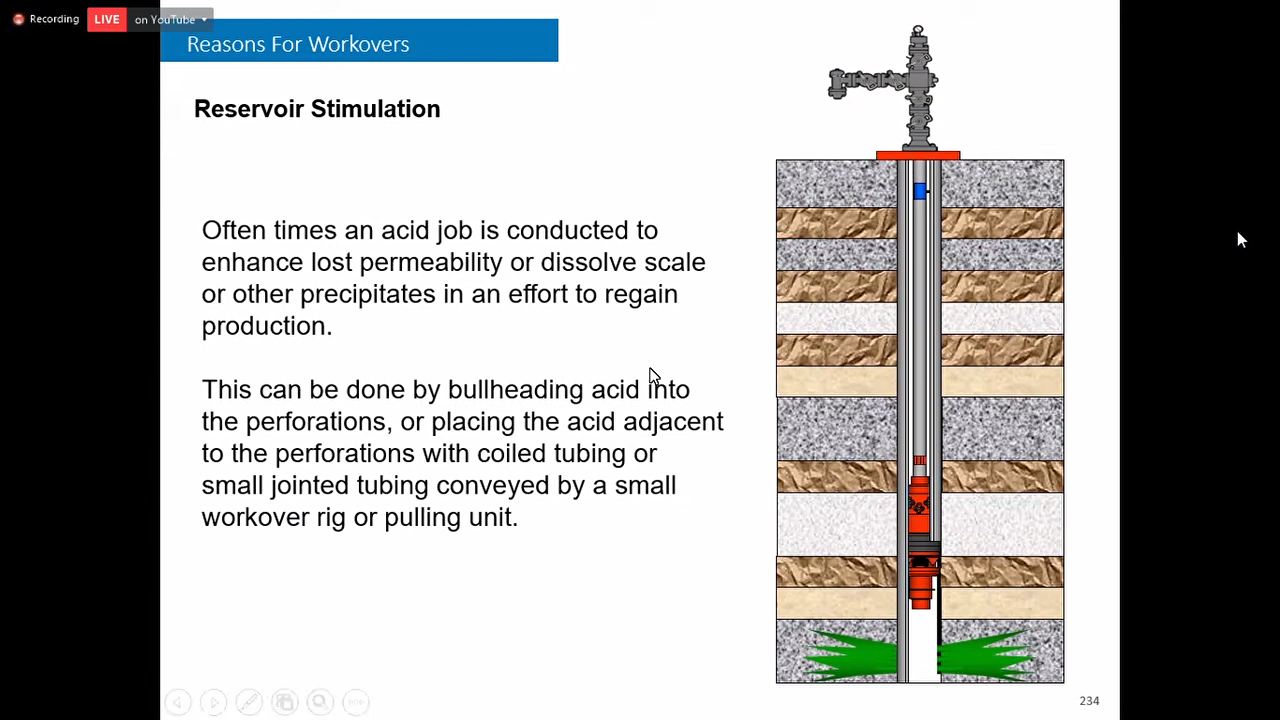 Recording
LIVE on YouTube
Reasons For Workovers
Reservoir Stimulation
Often times an acid job is conducted to
enhance lost permeability or dissolve scale
or other precipitates in an effort to regain
production.
This can be done by bullheading acid into
the perforations, or placing the acid adjacent
to the perforations with coiled tubing or
small jointed tubing conveyed by a small
workover rig or pulling unit.
234